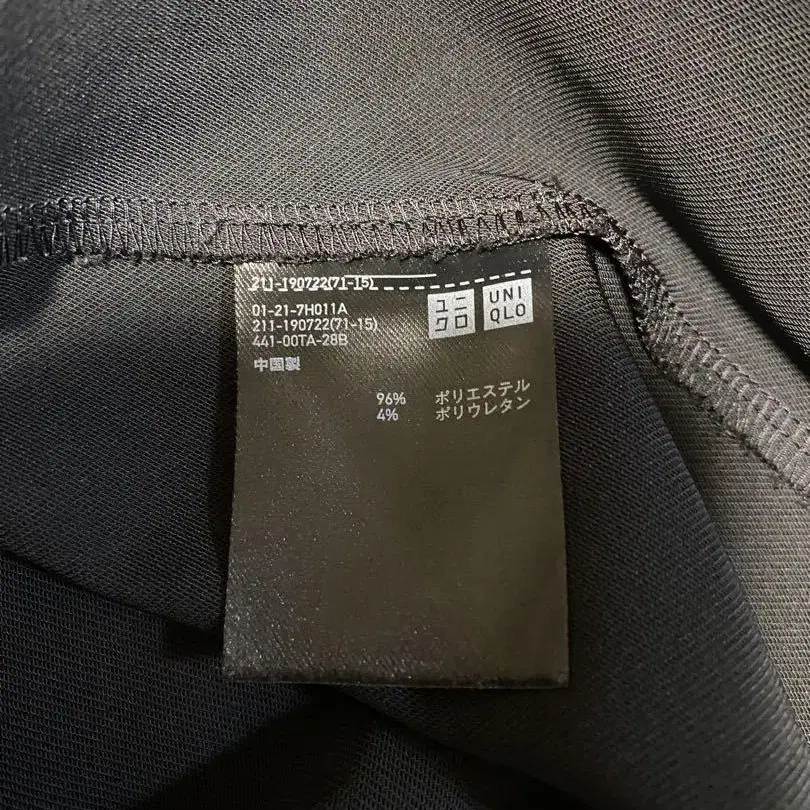 211-190722(71-15)
01-21-7H011A
211-190722(71-15)
441-00TA-28B
中国製
ユニ
クロ
UNI
QLO
96% ポリエステル
4% ポリウレタン